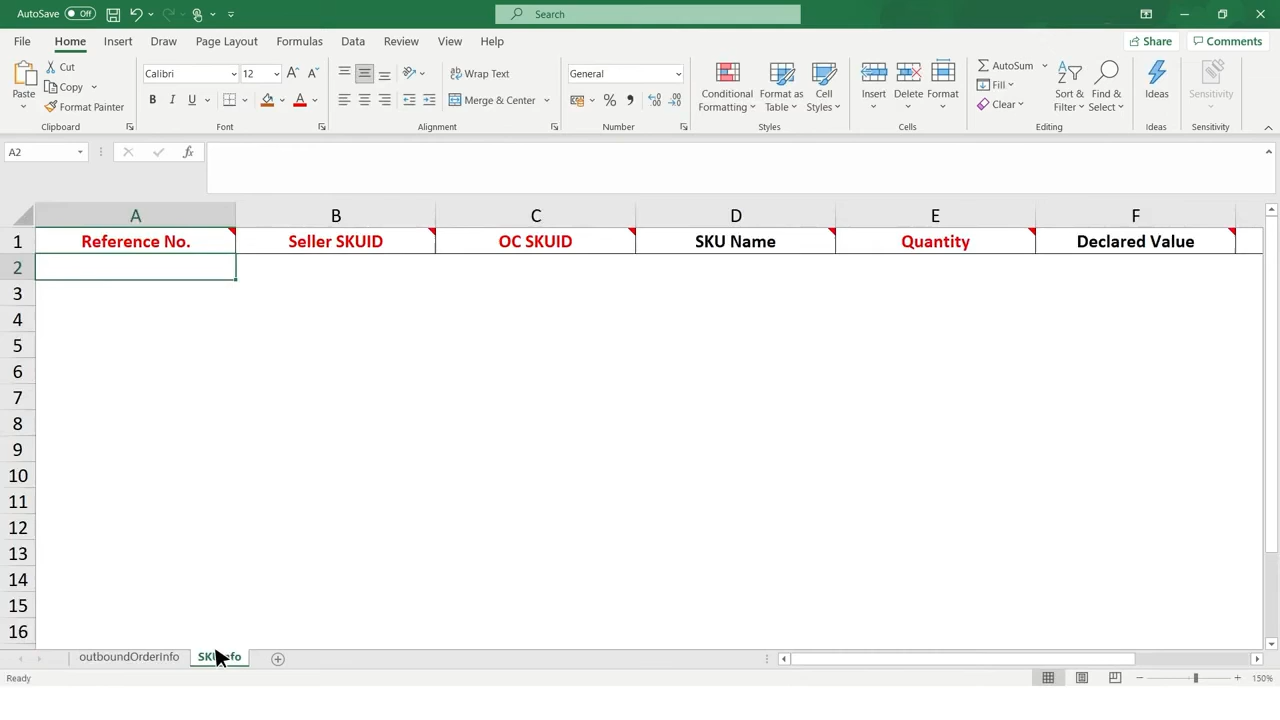 AutoSave Off Search
File Home Insert Draw Page Layout Formulas Data Review View Help Share Comments
Paste Cut Copy Format Painter Clipboard
Calibri 12 B I U A Font
Wrap Text Merge & Center Alignment
General % , Number
Conditional Formatting Format as Table Cell Styles Styles
Insert Delete Format Cells
AutoSum Fill Clear Sort & Filter Find & Select Editing
Ideas Ideas
Sensitivity Sensitivity
A2 fx
A B C D E F
1 Reference No. Seller SKUID OC SKUID SKU Name Quantity Declared Value
2
3
4
5
6
7
8
9
10
11
12
13
14
15
16
outboundOrderInfo
Ready 150%